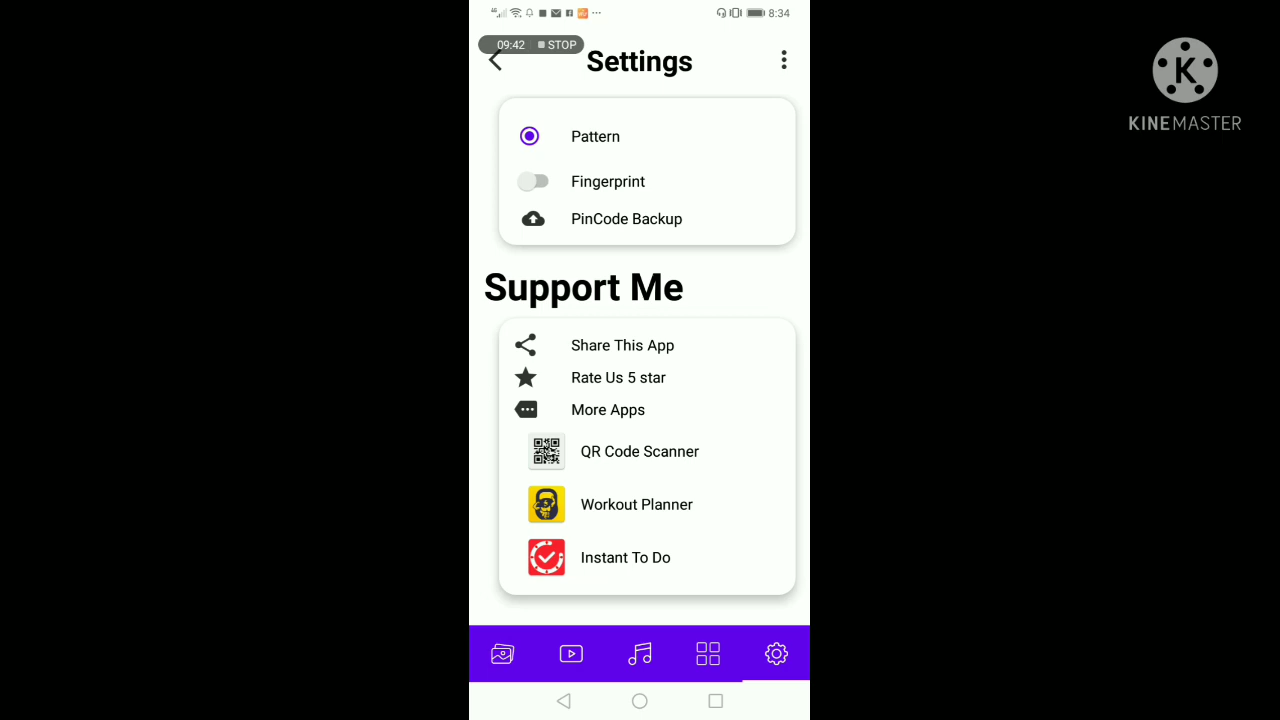 4G 8:34
09:42 STOP
Settings
Pattern
Fingerprint
PinCode Backup
Support Me
Share This App
Rate Us 5 star
More Apps
QR Code Scanner
Workout Planner
Instant To Do
K
KINEMASTER